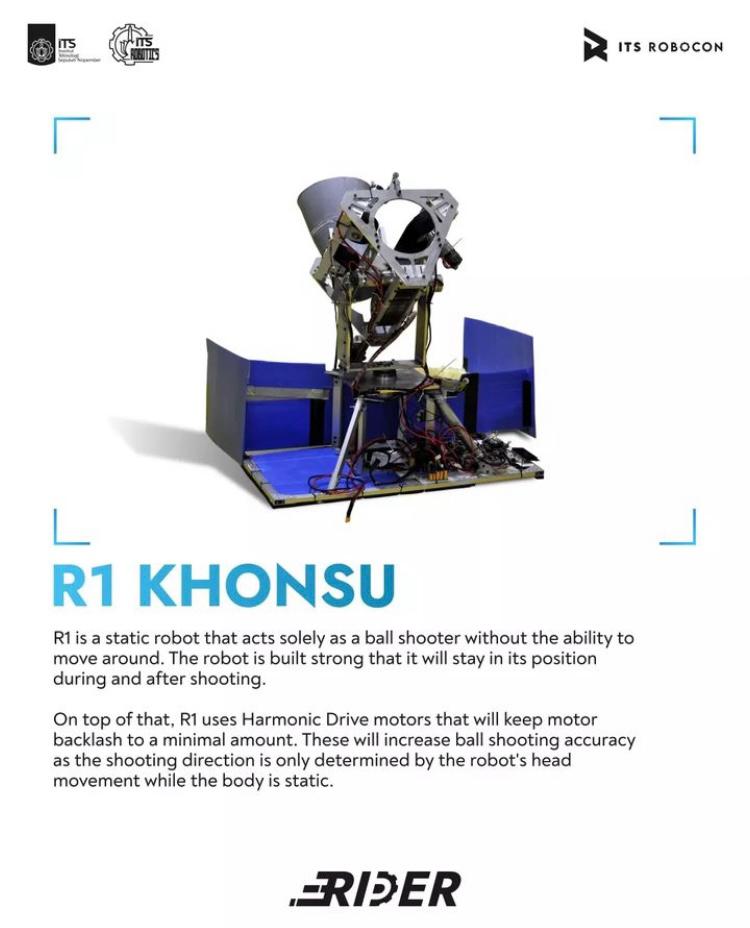 ITS
Institut
Teknologi
Sepuluh Nopember
ITS
ROBOTICS
ITS ROBOCON
R1 KHONSU
R1 is a static robot that acts solely as a ball shooter without the ability to
move around. The robot is built strong that it will stay in its position
during and after shooting.
On top of that, R1 uses Harmonic Drive motors that will keep motor
backlash to a minimal amount. These will increase ball shooting accuracy
as the shooting direction is only determined by the robot's head
movement while the body is static.
RIDER